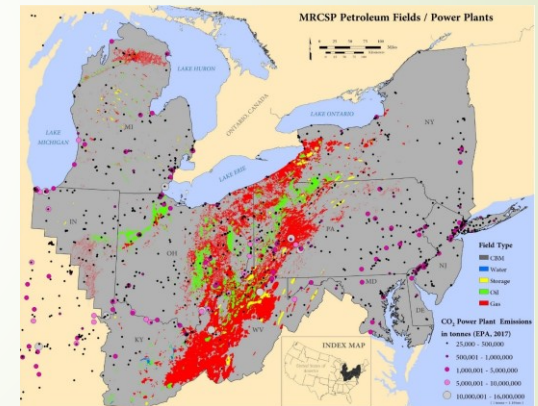 MRCSP Petroleum Fields / Power Plants
LAKE HURON
ONTARIO, CANADA
LAKE ONTARIO
NY
MI
LAKE
MICHIGAN
LAKE ERIE
IN
OH
PA
NJ
MD
DE
WV
KY
Field Type
CBM
Water
Storage
Oil
Gas
CO₂ Power Plant Emissions
in tonnes (EPA, 2017)
25,000 - 500,000
500,001 - 1,000,000
1,000,001 - 5,000,000
5,000,001 - 10,000,000
10,000,001 - 16,000,000
INDEX MAP